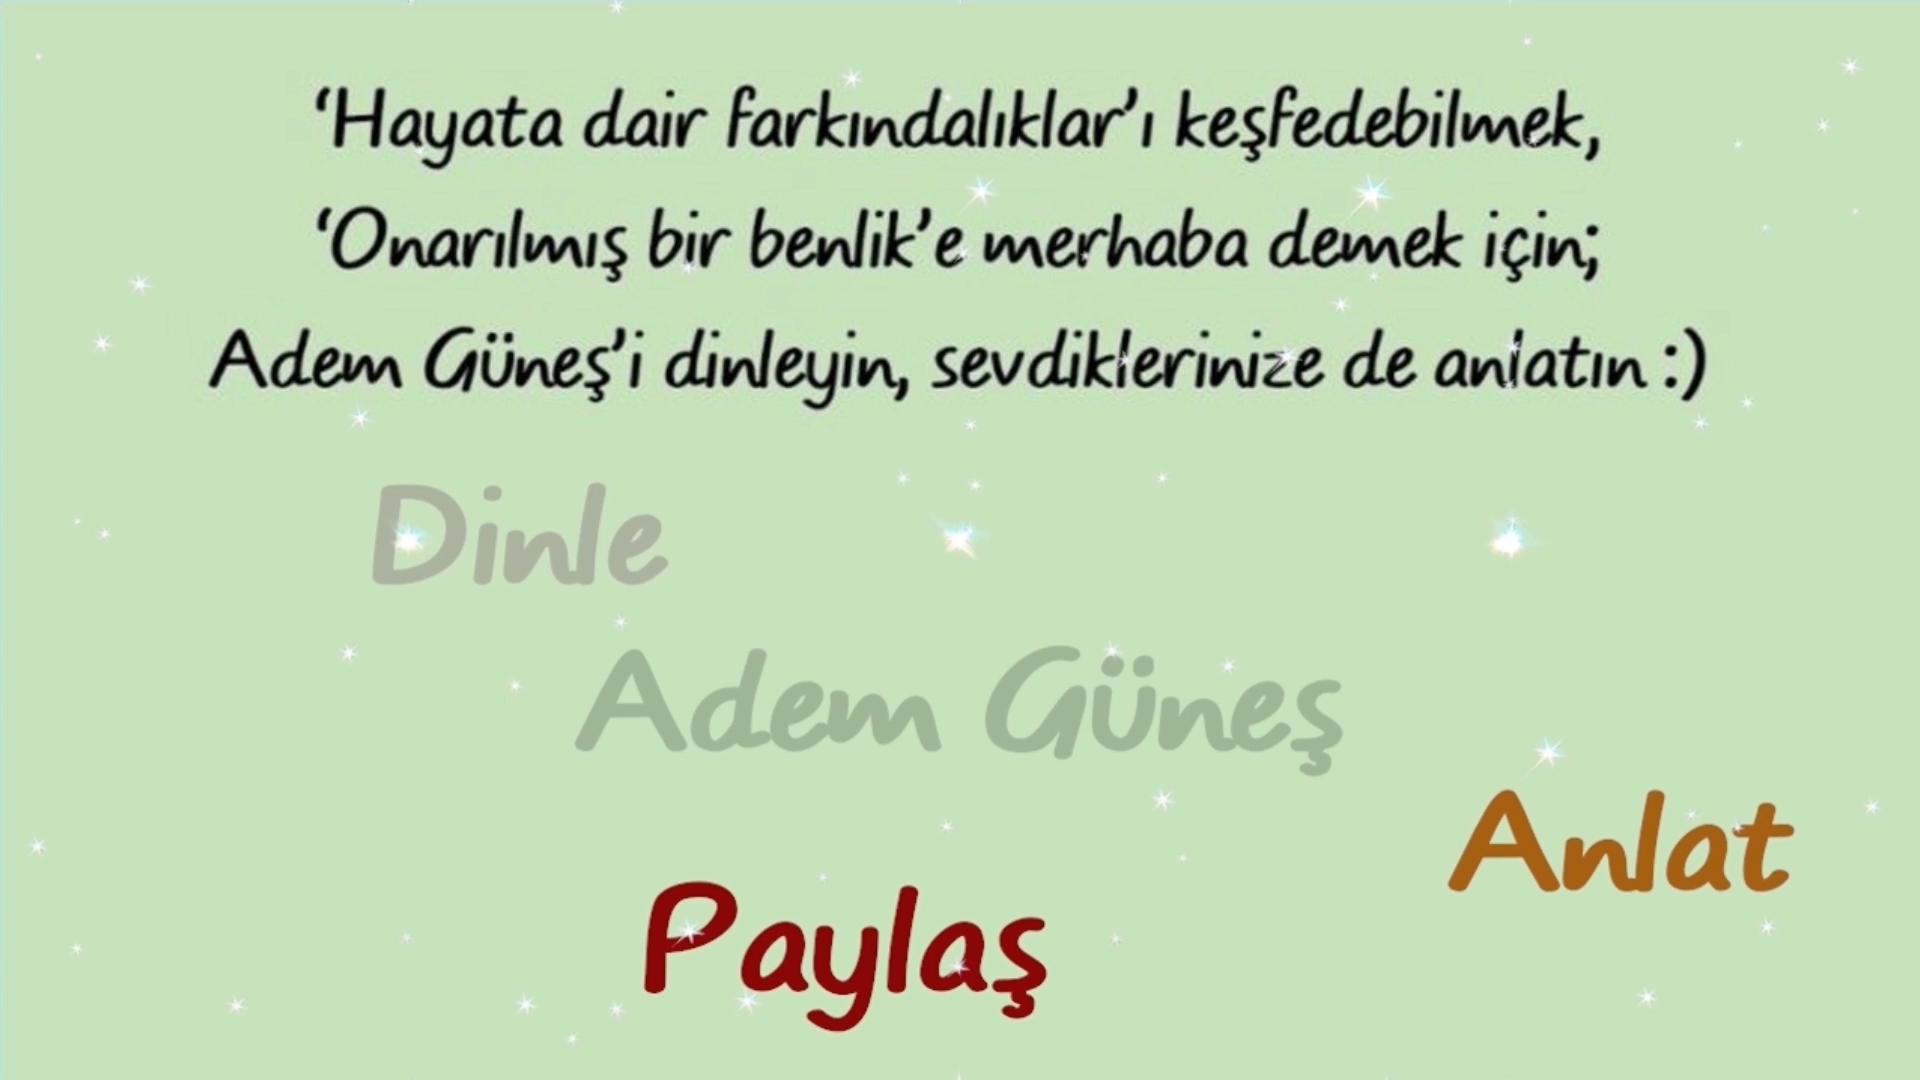 ‘Hayata dair farkındalıklar’ı keşfedebilmek,
‘Onarılmış bir benlik’e merhaba demek için;
Adem Güneş’i dinleyin, sevdiklerinize de anlatın :)
Dinle
Adem Güneş
Anlat
Paylaş